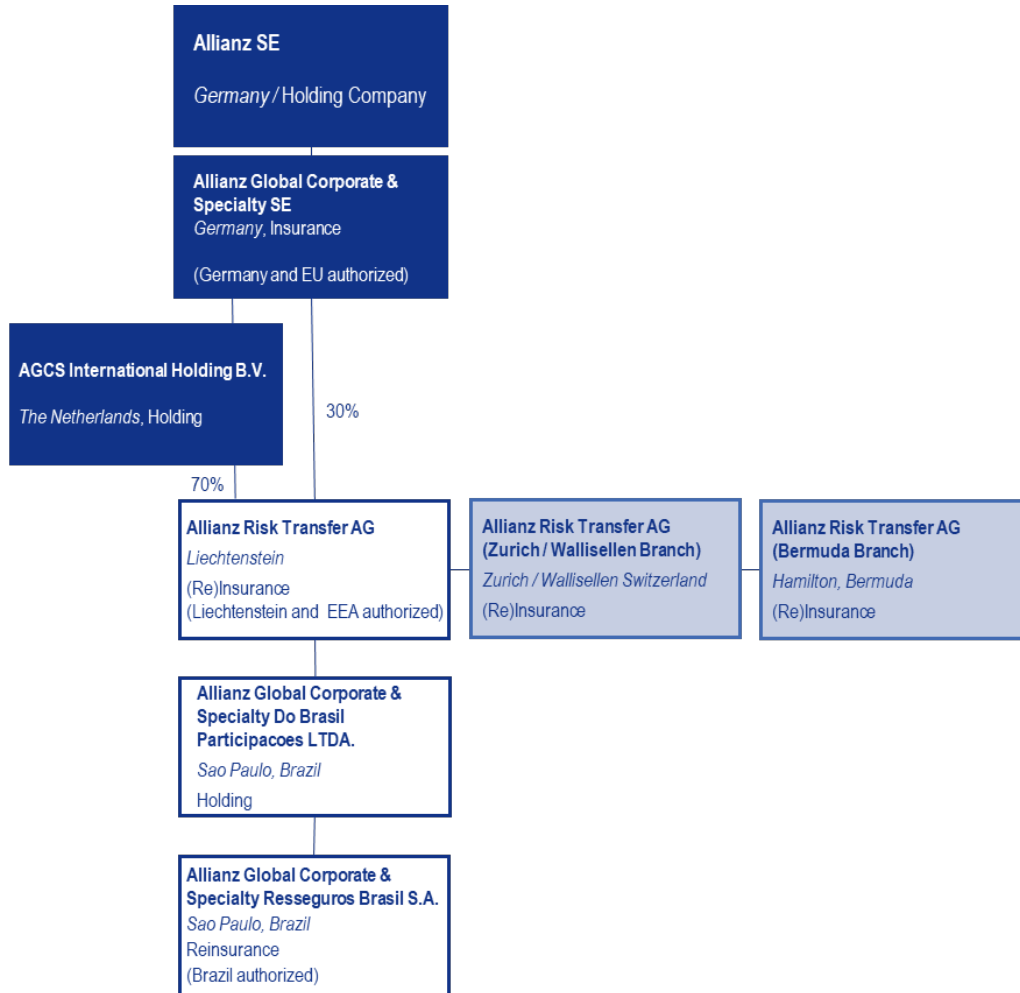 Allianz SE
Germany / Holding Company
Allianz Global Corporate &
Specialty SE
Germany, Insurance
(Germany and EU authorized)
AGCS International Holding B.V.
The Netherlands, Holding
30%
70%
Allianz Risk Transfer AG
Liechtenstein
(Re)Insurance
(Liechtenstein and EEA authorized)
Allianz Risk Transfer AG
(Zurich / Wallisellen Branch)
Zurich / Wallisellen Switzerland
(Re)Insurance
Allianz Risk Transfer AG
(Bermuda Branch)
Hamilton, Bermuda
(Re)Insurance
Allianz Global Corporate &
Specialty Do Brasil
Participacoes LTDA.
Sao Paulo, Brazil
Holding
Allianz Global Corporate &
Specialty Resseguros Brasil S.A.
Sao Paulo, Brazil
Reinsurance
(Brazil authorized)